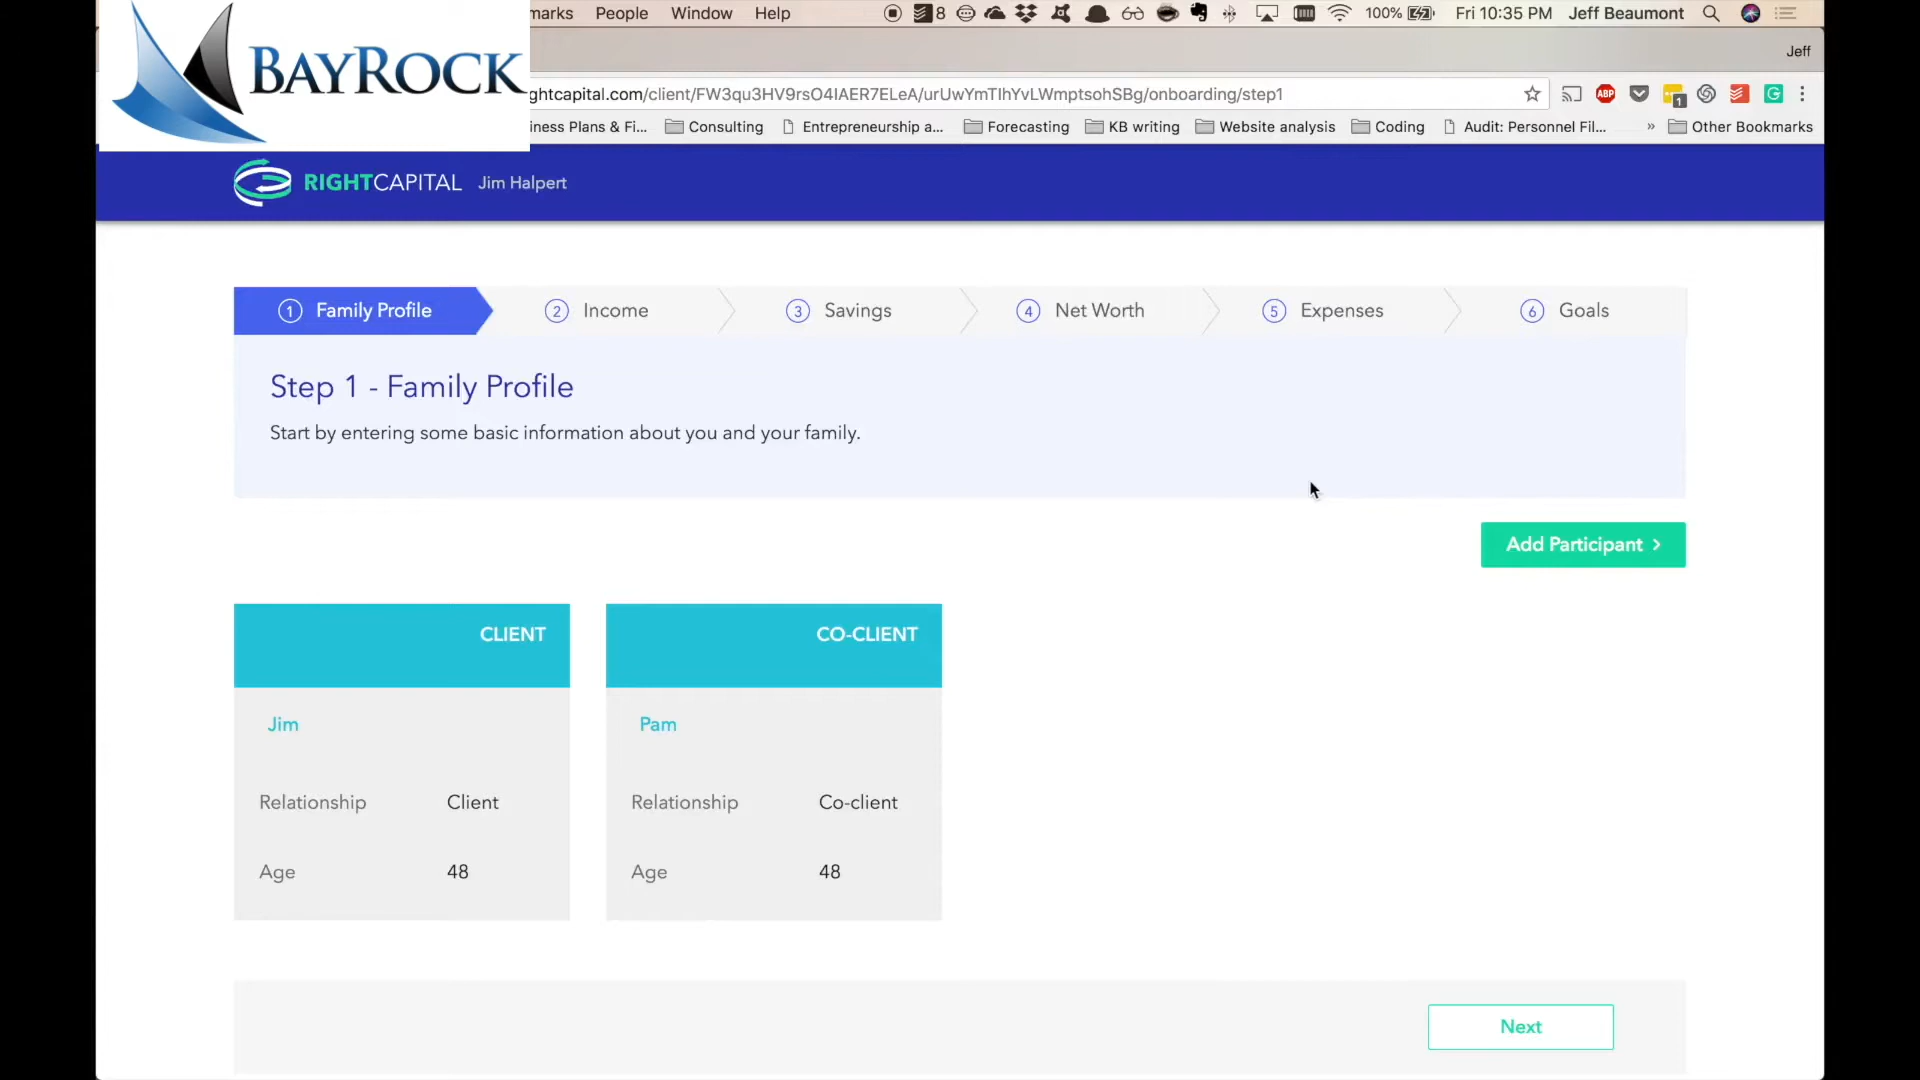 marks People Window Help 8 100% Fri 10:35 PM Jeff Beaumont
BAYROCK
Jeff
ghtcapital.com/client/FW3qu3HV9rsO4IAER7ELeA/urUwYmTIhYvLWmptsohSBg/onboarding/step1 ABP 1 G
iness Plans & Fi... Consulting Entrepreneurship a... Forecasting KB writing Website analysis Coding Audit: Personnel Fil... » Other Bookmarks
RIGHTCAPITAL Jim Halpert
1 Family Profile 2 Income 3 Savings 4 Net Worth 5 Expenses 6 Goals
Step 1 - Family Profile
Start by entering some basic information about you and your family.
Add Participant >
CLIENT
Jim
Relationship Client
Age 48
CO-CLIENT
Pam
Relationship Co-client
Age 48
Next